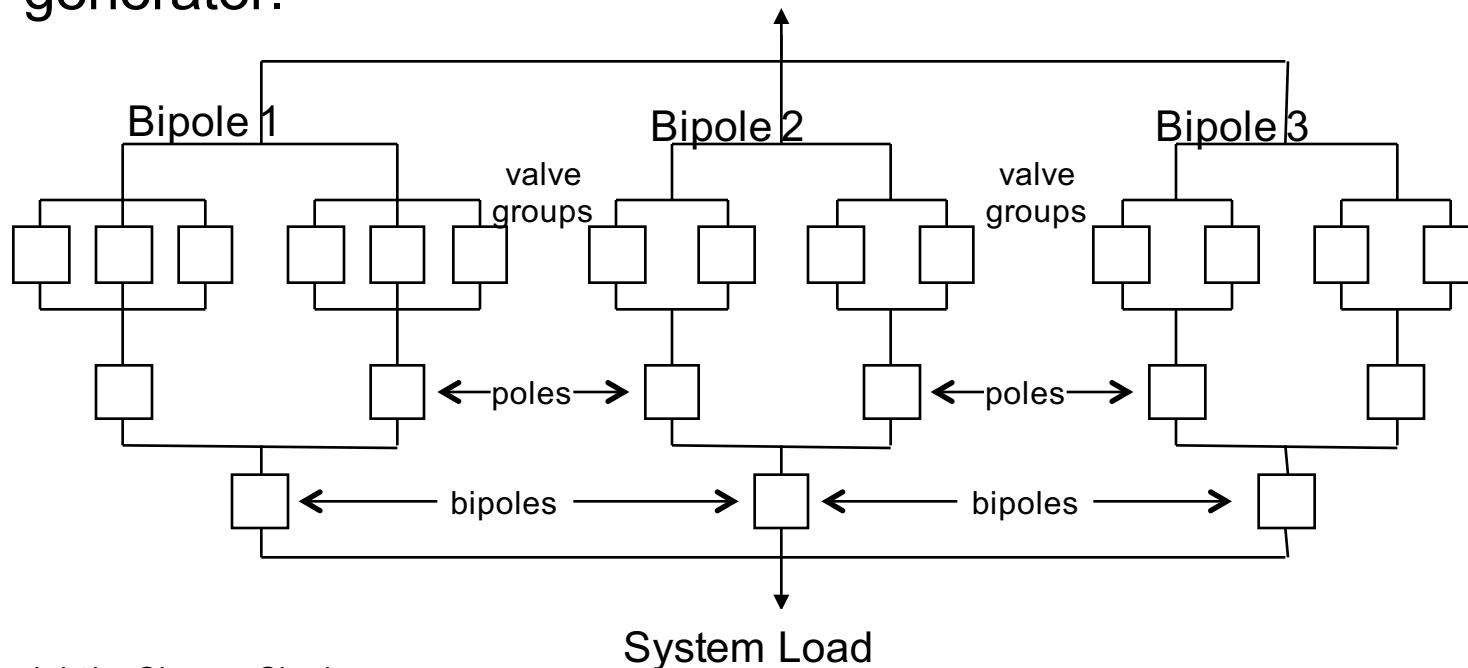 generator.
Bipole 1
Bipole 2
Bipole 3
valve
groups
valve
groups
poles
poles
bipoles
bipoles
System Load